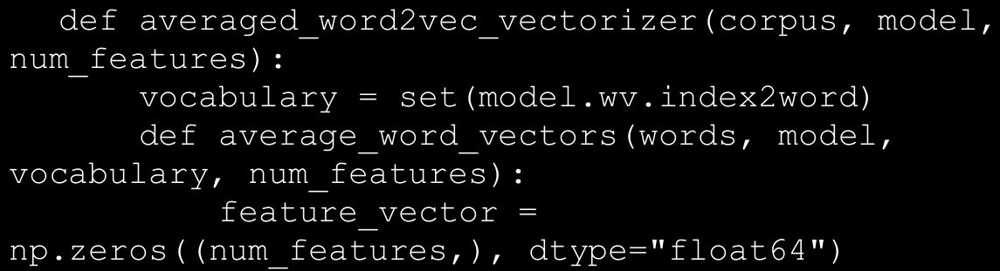 def averaged_word2vec_vectorizer(corpus, model,
num_features):
vocabulary = set(model.wv.index2word)
def average_word_vectors(words, model,
vocabulary, num_features):
feature_vector =
np.zeros((num_features,), dtype="float64")